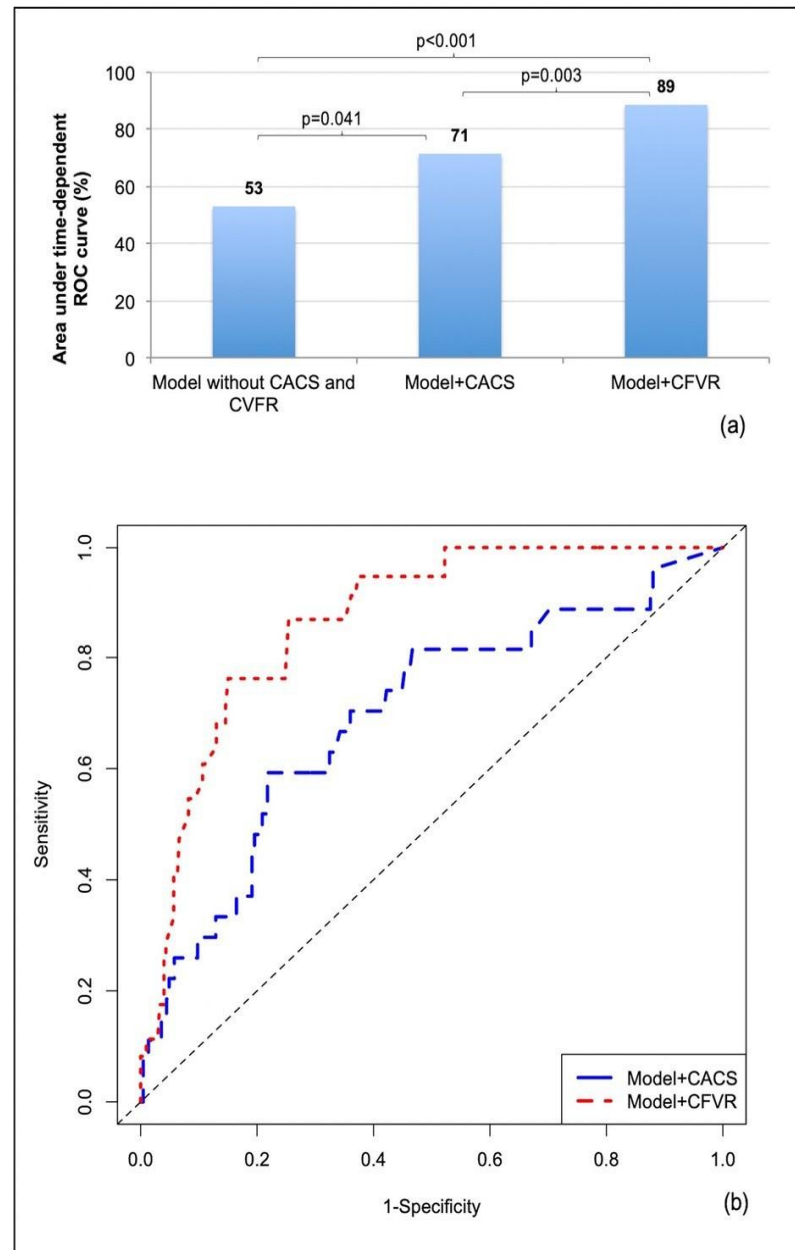 p<0.001
100
p=0.003
89
80
p=0.041
71
60
53
40
20
0
Area under time-dependent
ROC curve (%)
Model without CACS and
CVFR
Model+CACS
Model+CFVR
(a)
1.0
0.8
0.6
0.4
0.2
0.0
Sensitivity
Model+CACS
Model+CFVR
0.0 0.2 0.4 0.6 0.8 1.0
1-Specificity
(b)